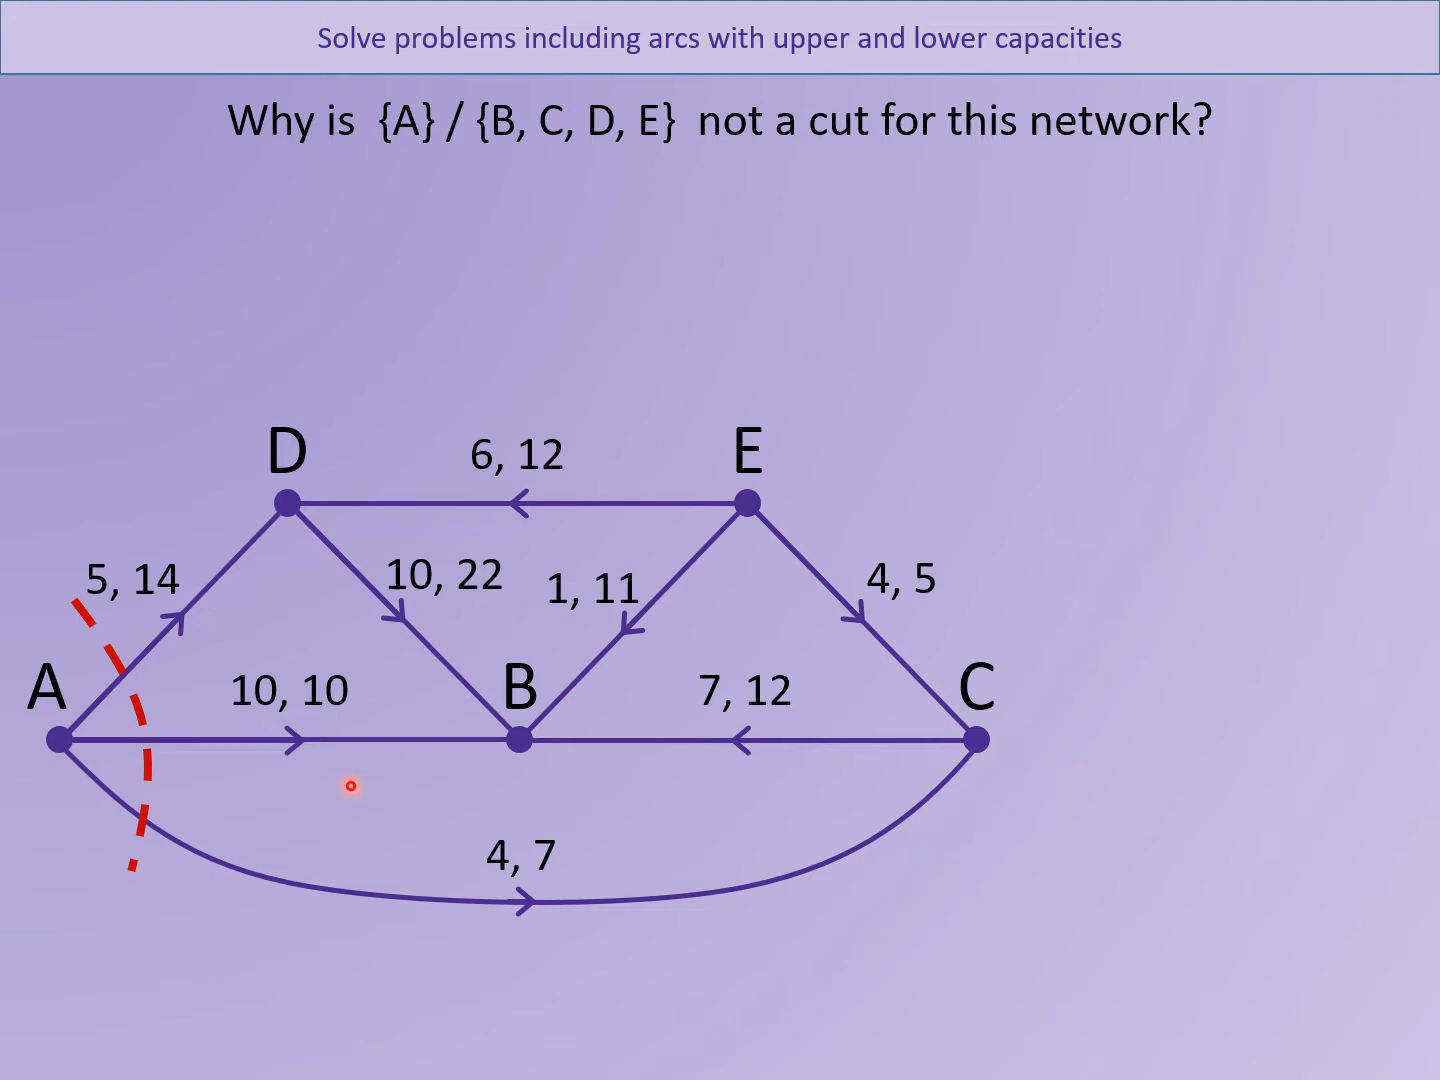 Solve problems including arcs with upper and lower capacities
Why is {A} / {B, C, D, E} not a cut for this network?
D
6, 12
E
5, 14
10, 22
1, 11
4, 5
A
10, 10
B
7, 12
C
4, 7